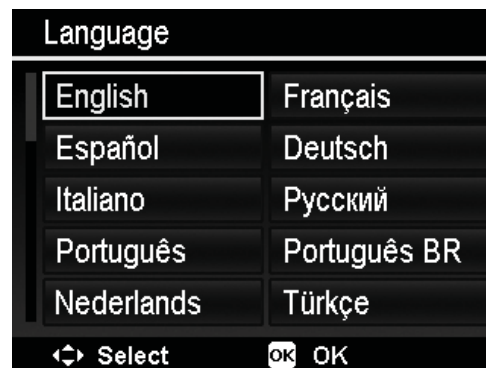 Language
English Français
Español Deutsch
Italiano Русский
Português Português BR
Nederlands Türkçe
Select OK OK